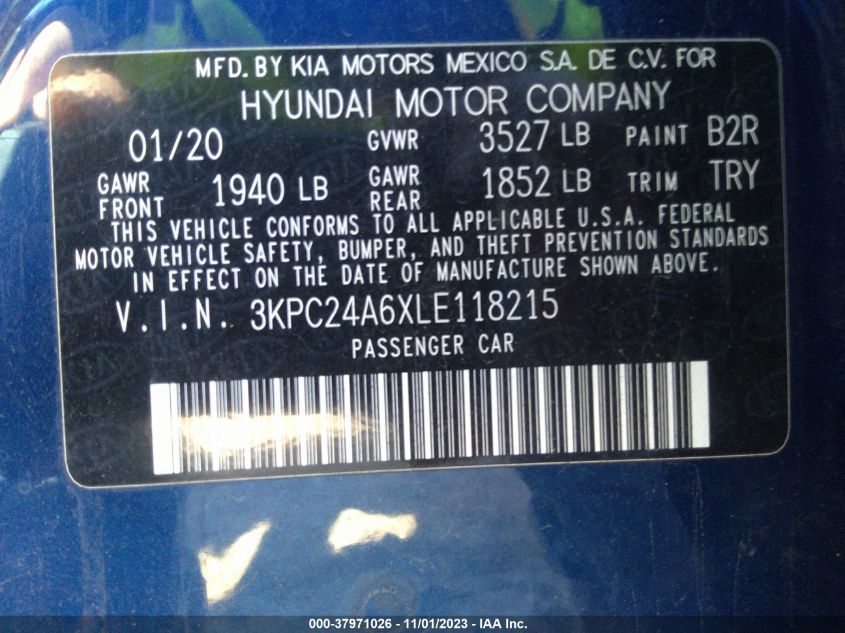 MFD. BY KIA MOTORS MEXICO S.A. DE C.V. FOR
HYUNDAI MOTOR COMPANY
01/20 GVWR 3527 LB PAINT B2R
GAWR FRONT 1940 LB GAWR REAR 1852 LB TRIM TRY
THIS VEHICLE CONFORMS TO ALL APPLICABLE U.S.A. FEDERAL
MOTOR VEHICLE SAFETY, BUMPER, AND THEFT PREVENTION STANDARDS
IN EFFECT ON THE DATE OF MANUFACTURE SHOWN ABOVE.
V.I.N. 3KPC24A6XLE118215
PASSENGER CAR
000-37971026 - 11/01/2023 - IAA Inc.